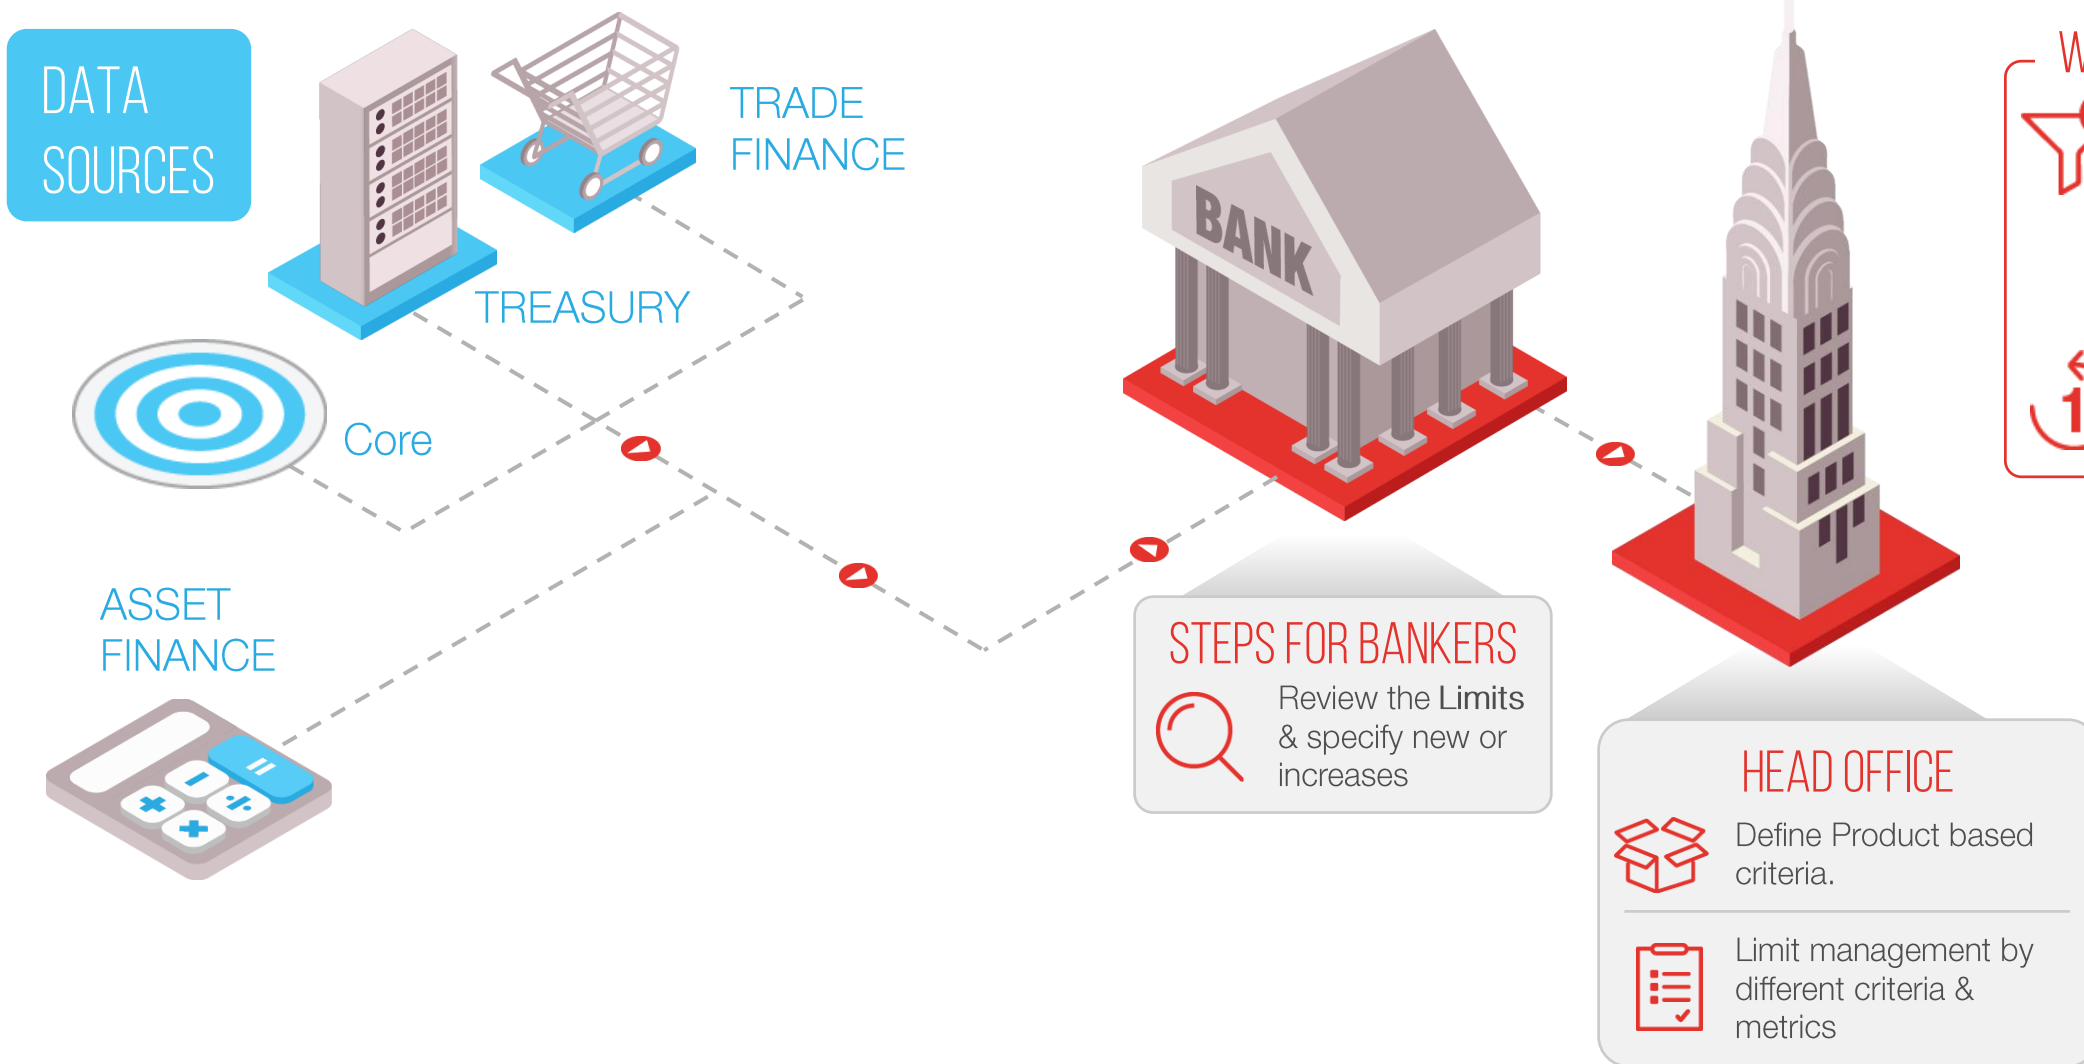 DATA
SOURCES
TRADE
FINANCE
TREASURY
Core
ASSET
FINANCE
BANK
STEPS FOR BANKERS
Review the Limits
& specify new or
increases
HEAD OFFICE
Define Product based
criteria.
Limit management by
different criteria &
metrics